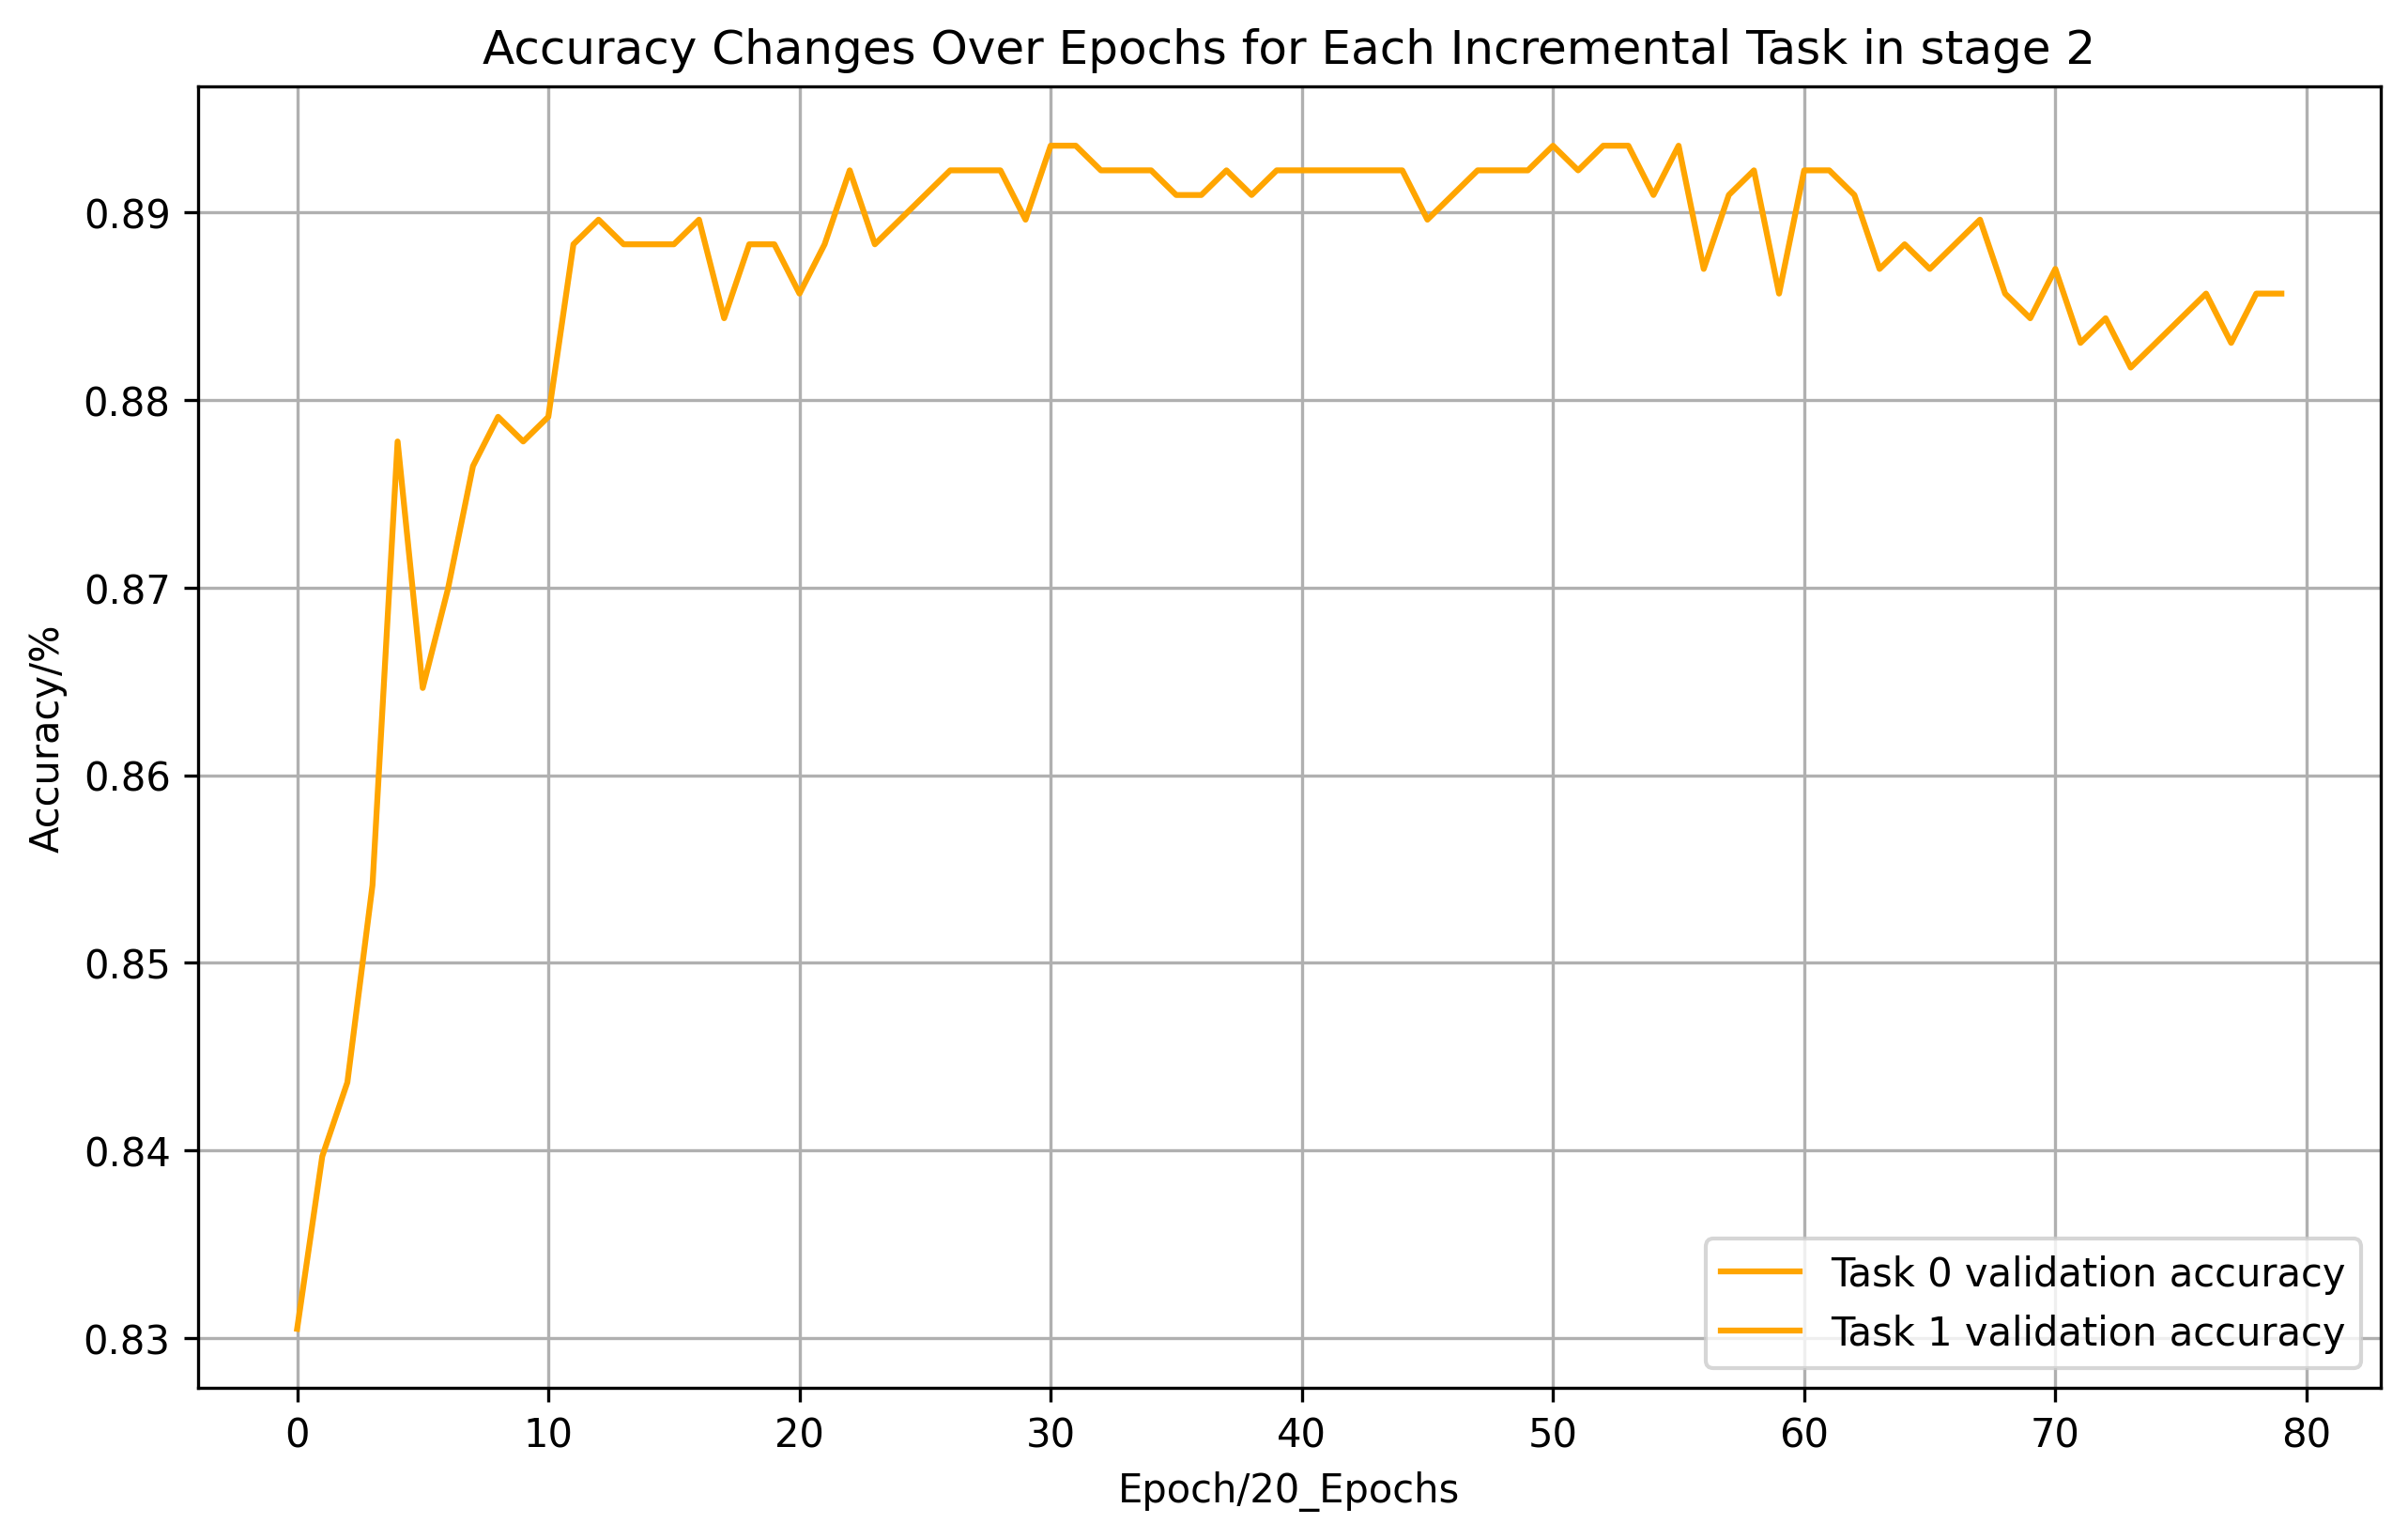 Accuracy Changes Over Epochs for Each Incremental Task in stage 2
Accuracy/%
0.89
0.88
0.87
0.86
0.85
0.84
0.83
Task 0 validation accuracy
Task 1 validation accuracy
0 10 20 30 40 50 60 70 80
Epoch/20_Epochs